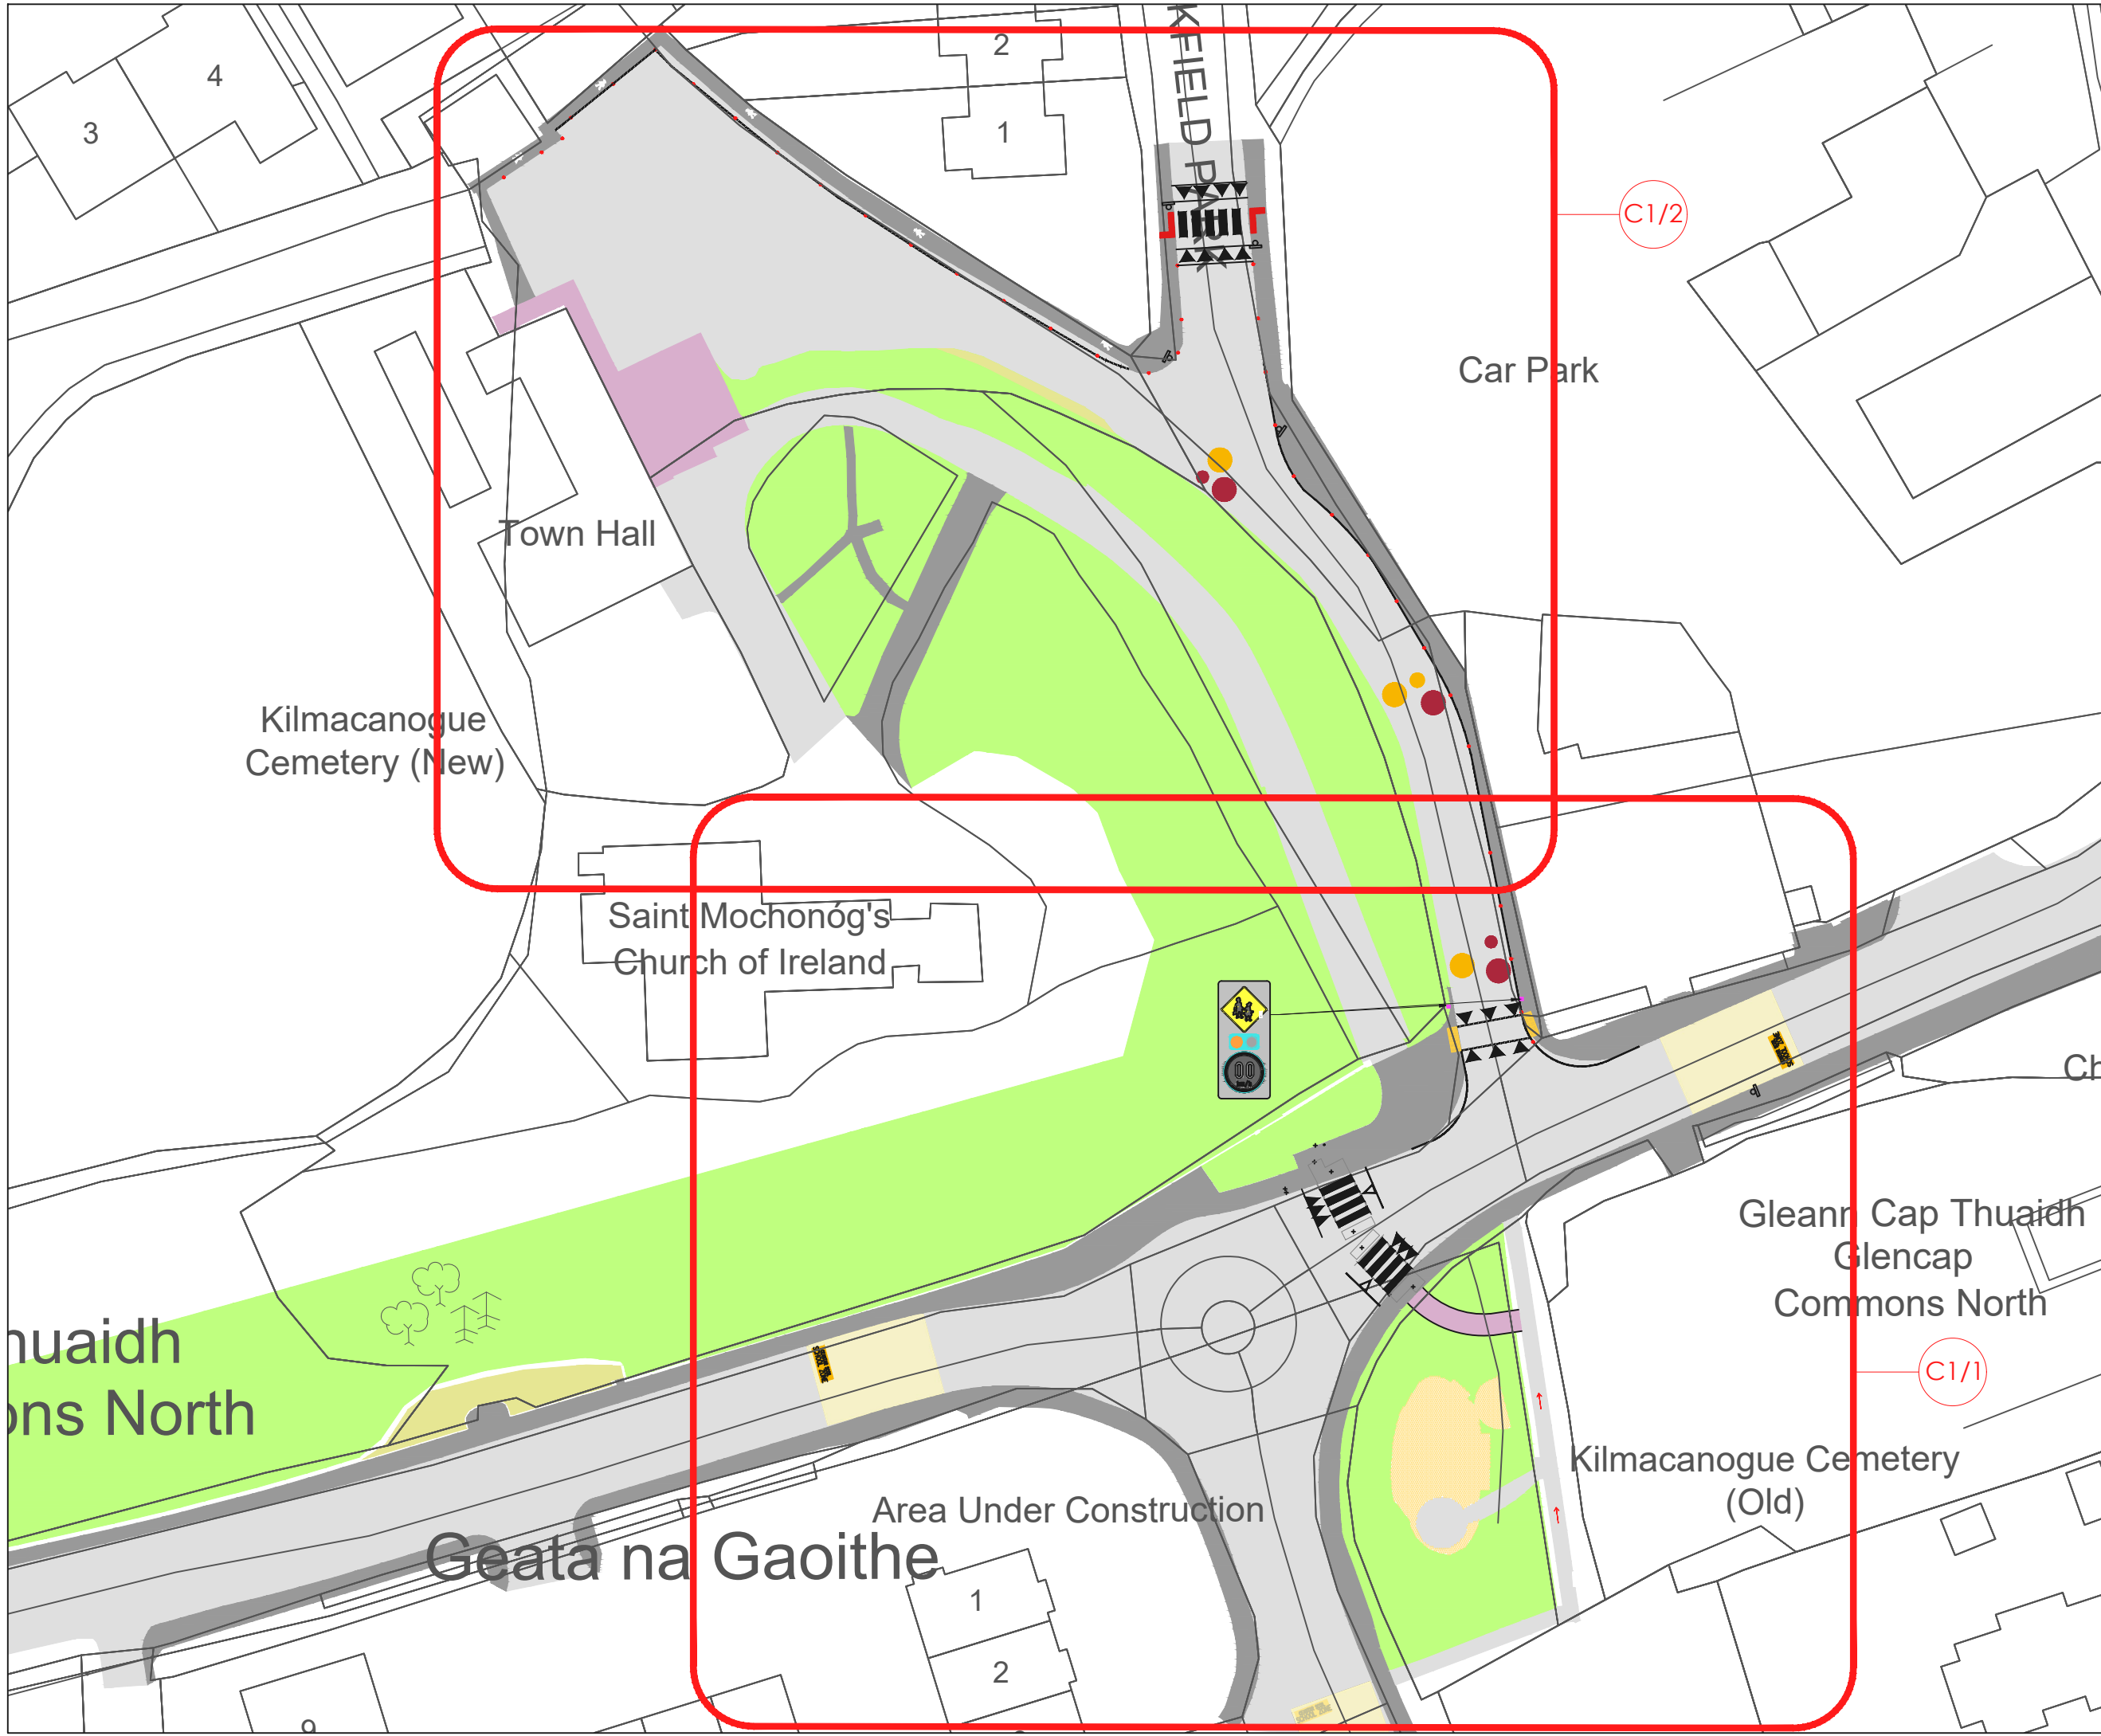 2
KFIELD PARK
4
3
1
C1/2
Car Park
Town Hall
Kilmacanogue
Cemetery (New)
Saint Mochonóg's
Church of Ireland
00
km/h
Ch
Gleann Cap Thuaidh
Glencap
Commons North
huaidh
ons North
C1/1
Kilmacanogue Cemetery
(Old)
Area Under Construction
Geata na Gaoithe
1
2
9